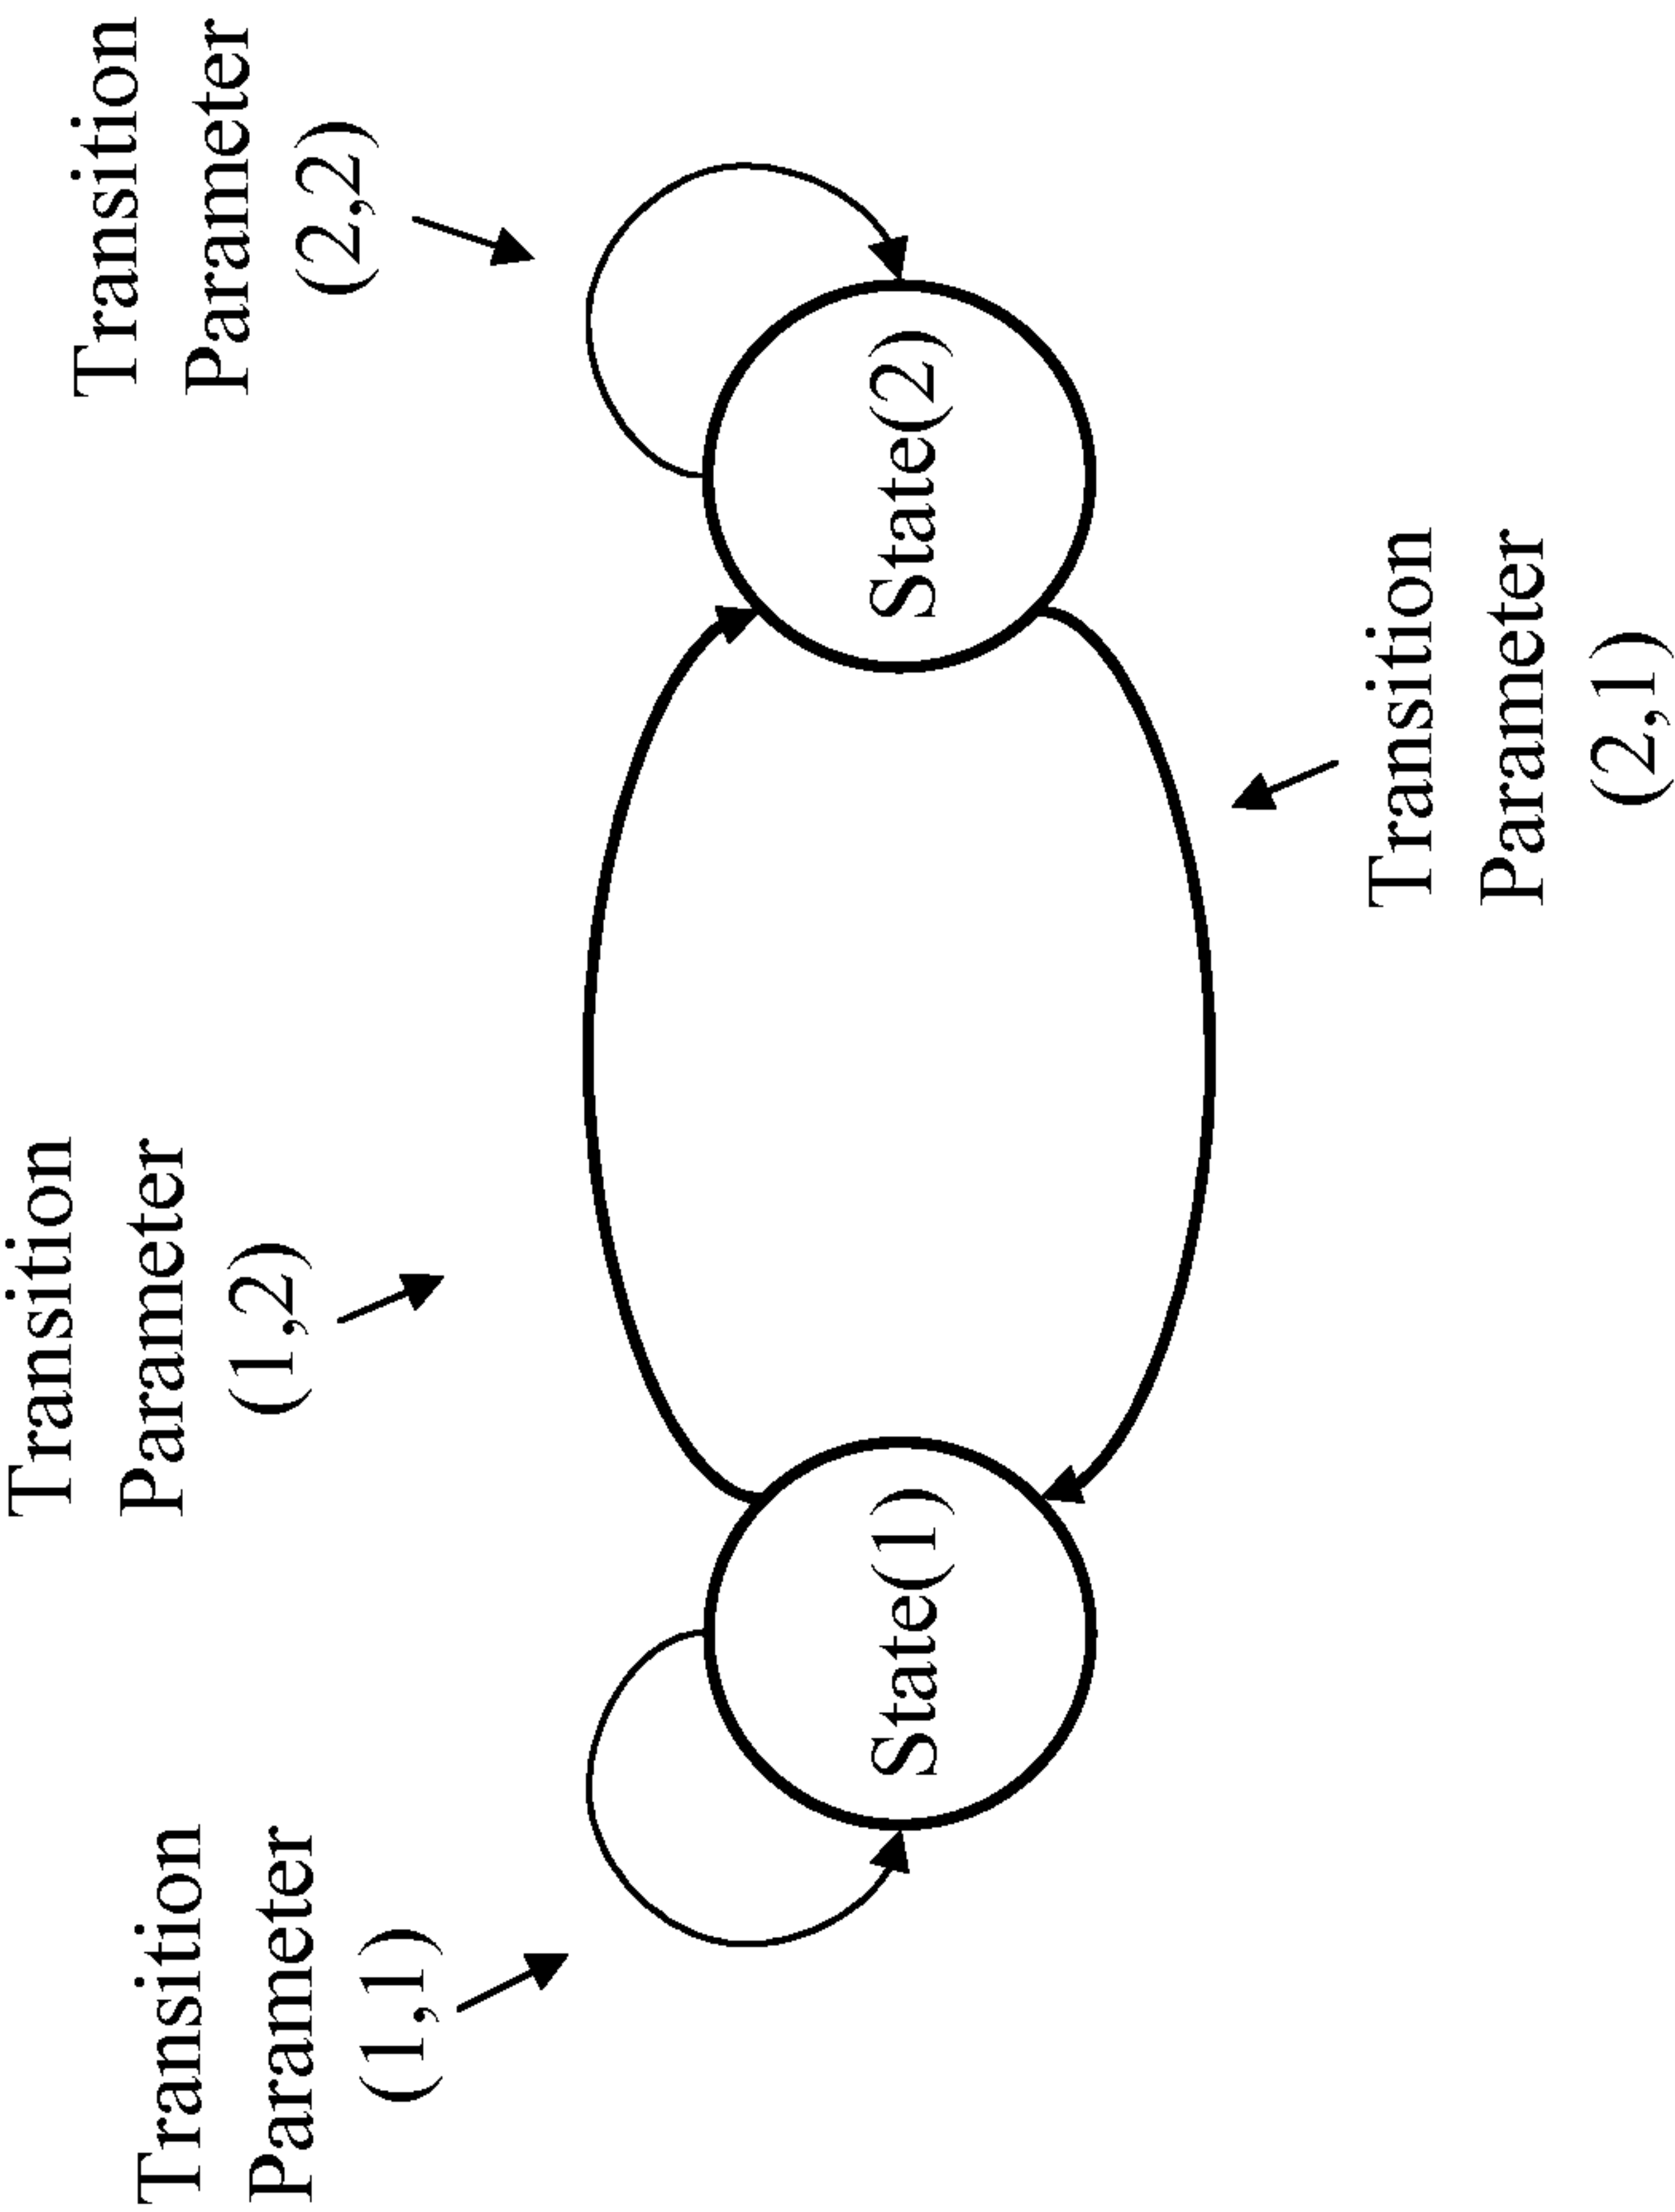 Transition
Parameter
(1,1)
Transition
Parameter
(1,2)
Transition
Parameter
(2,2)
State(1)
State(2)
Transition
Parameter
(2,1)